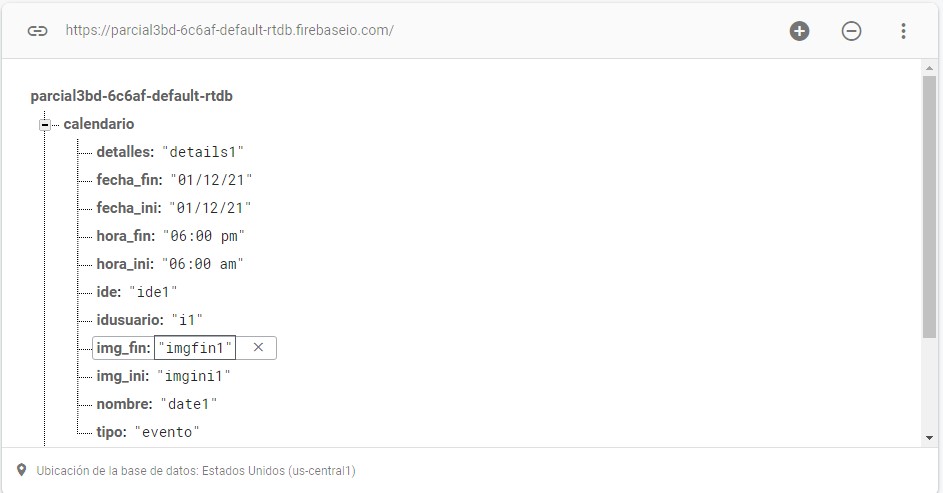 https://parcial3bd-6c6af-default-rtdb.firebaseio.com/
parcial3bd-6c6af-default-rtdb
calendario
detalles: "details1"
fecha_fin: "01/12/21"
fecha_ini: "01/12/21"
hora_fin: "06:00 pm"
hora_ini: "06:00 am"
ide: "ide1"
idusuario: "i1"
img_fin: "imgfin1"
img_ini: "imgini1"
nombre: "date1"
tipo: "evento"
Ubicación de la base de datos: Estados Unidos (us-central1)